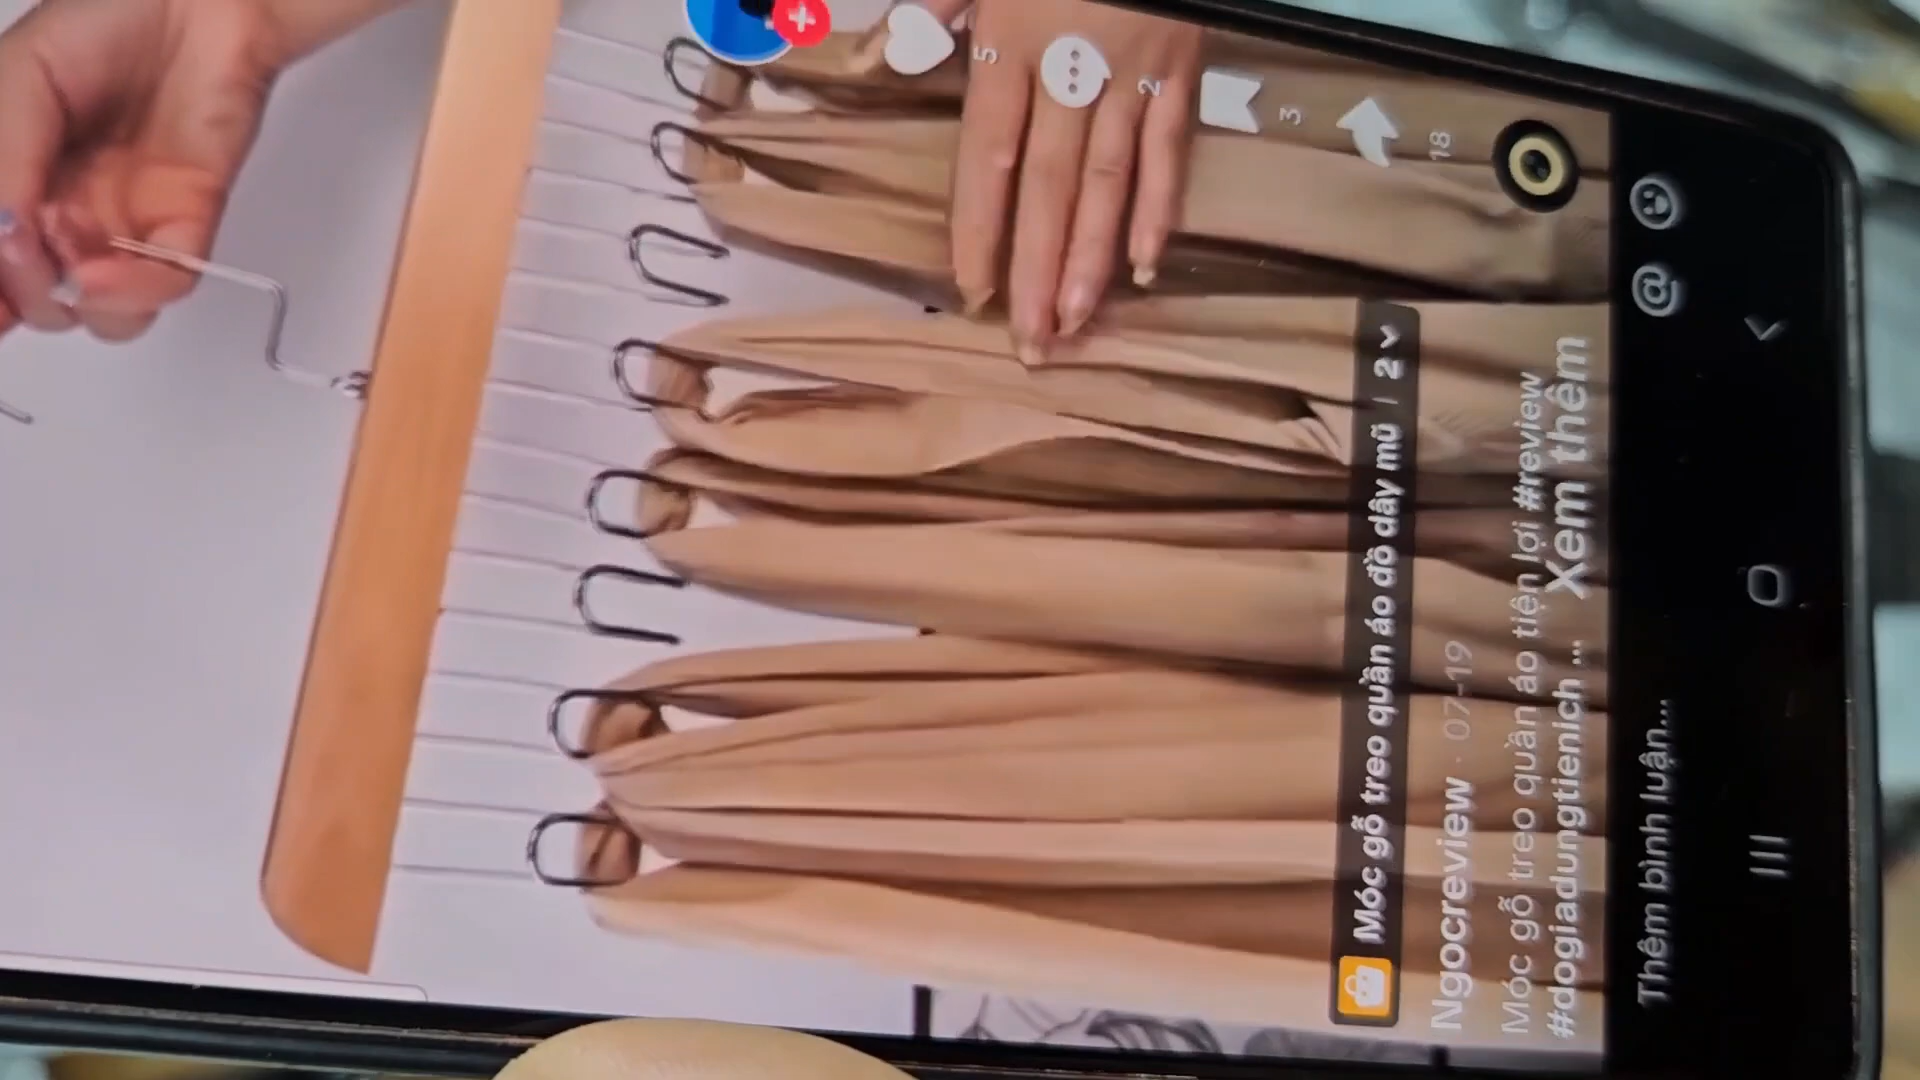 5
2
3
18
Móc gỗ treo quần áo đồ dây mũ | 2
Ngocreview · 07-19
Móc gỗ treo quần áo tiện lợi #review
#dogiadungtienich ... Xem thêm
Thêm bình luận...
@